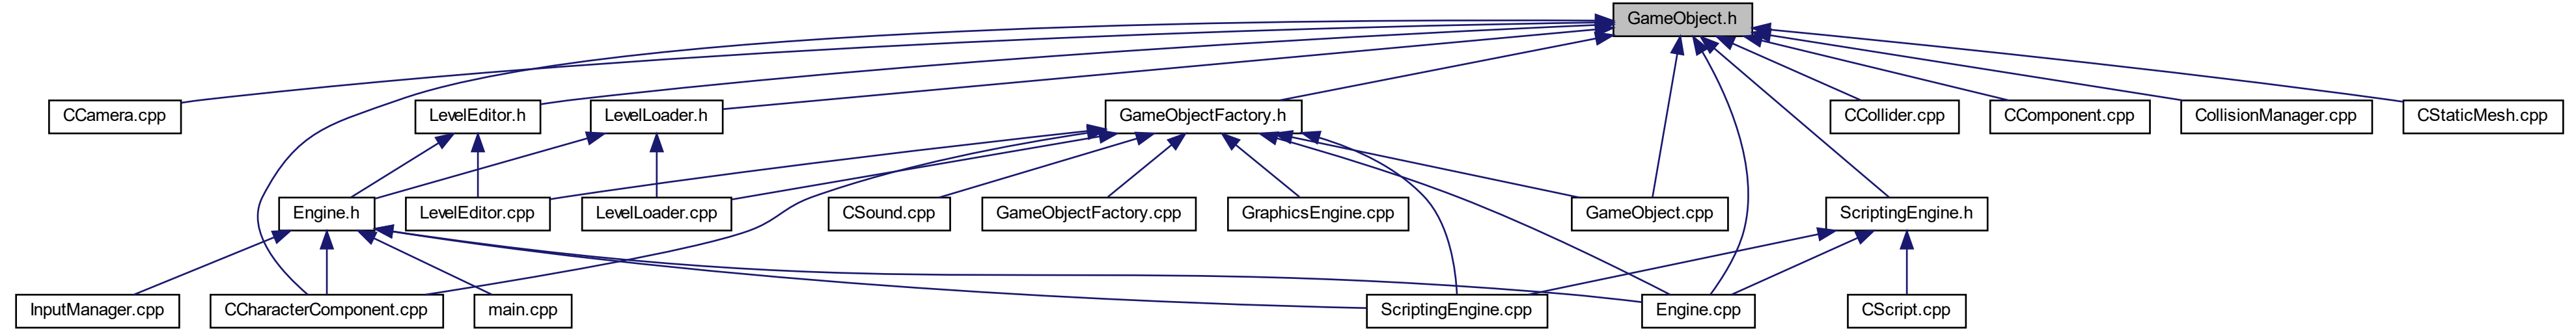 GameObject.h
CCamera.cpp
LevelEditor.h
LevelLoader.h
GameObjectFactory.h
CCollider.cpp
CComponent.cpp
CollisionManager.cpp
CStaticMesh.cpp
Engine.h
LevelEditor.cpp
LevelLoader.cpp
CSound.cpp
GameObjectFactory.cpp
GraphicsEngine.cpp
GameObject.cpp
ScriptingEngine.h
InputManager.cpp
CCharacterComponent.cpp
main.cpp
ScriptingEngine.cpp
Engine.cpp
CScript.cpp